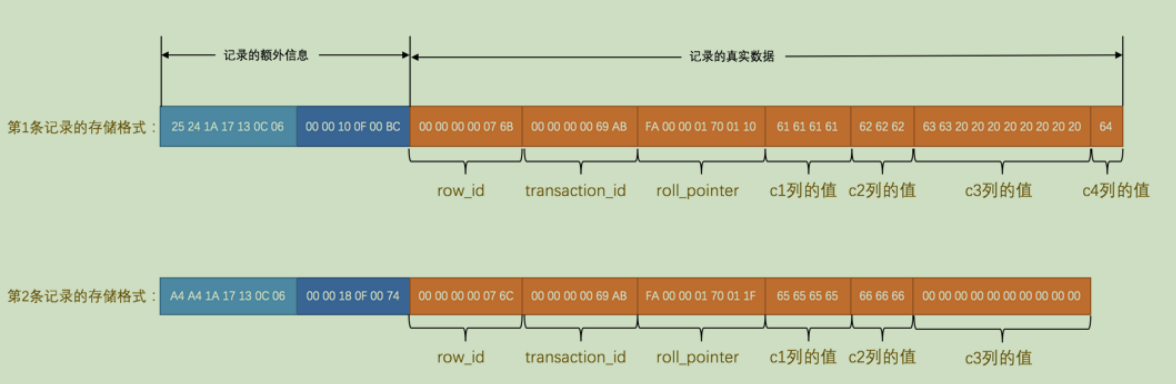 记录的额外信息 记录的真实数据
第1条记录的存储格式： 25 24 1A 17 13 0C 06 00 00 10 0F 00 BC 00 00 00 00 07 6B 00 00 00 00 69 AB FA 00 00 01 70 01 10 61 61 61 61 62 62 62 63 63 20 20 20 20 20 20 20 20 64
row_id transaction_id roll_pointer c1列的值 c2列的值 c3列的值 c4列的值
第2条记录的存储格式： A4 A4 1A 17 13 0C 06 00 00 18 0F 00 74 00 00 00 00 07 6C 00 00 00 00 69 AB FA 00 00 01 70 01 1F 65 65 65 65 66 66 66 00 00 00 00 00 00 00 00 00 00
row_id transaction_id roll_pointer c1列的值 c2列的值 c3列的值